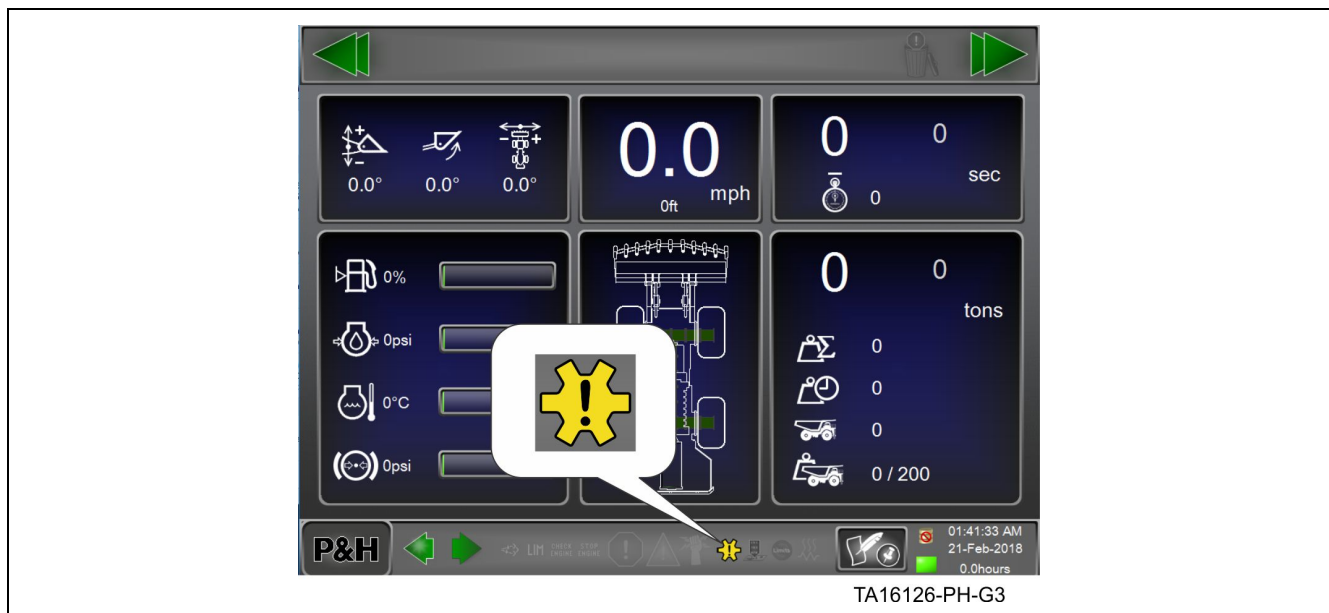 0.0°
0.0°
0.0°
0.0
mph
0ft
0
0
sec
0
0%
0psi
0°C
0psi
0
0
tons
0
0
0
0 / 200
!
P&H
LIM
CHECK ENGINE
STOP ENGINE
01:41:33 AM
21-Feb-2018
0.0hours
TA16126-PH-G3